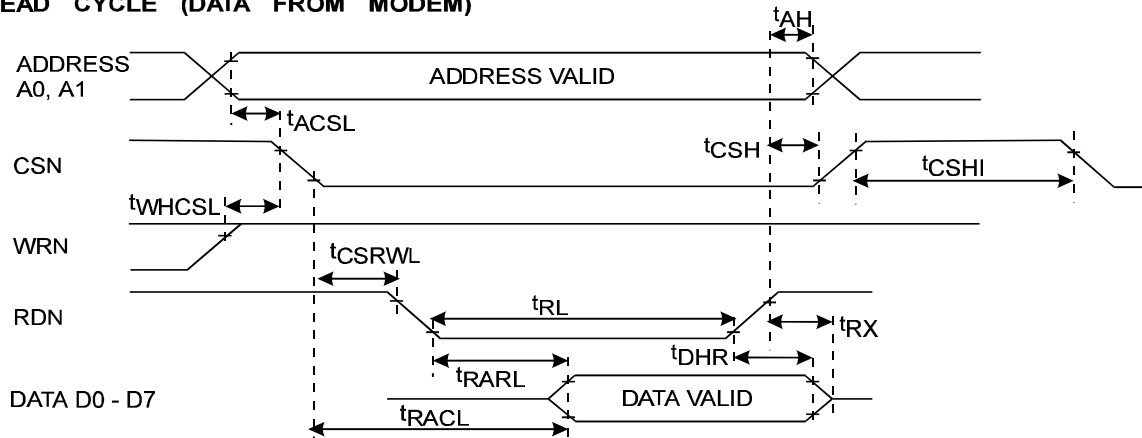 EAD CYCLE (DATA FROM MODEM)
tAH
ADDRESS
A0, A1
ADDRESS VALID
tACSL
CSN
tCSH
tCSHI
tWHCSL
WRN
tCSRWL
RDN
tRL
tRX
tDHR
tRARL
DATA D0 - D7
DATA VALID
tRACL